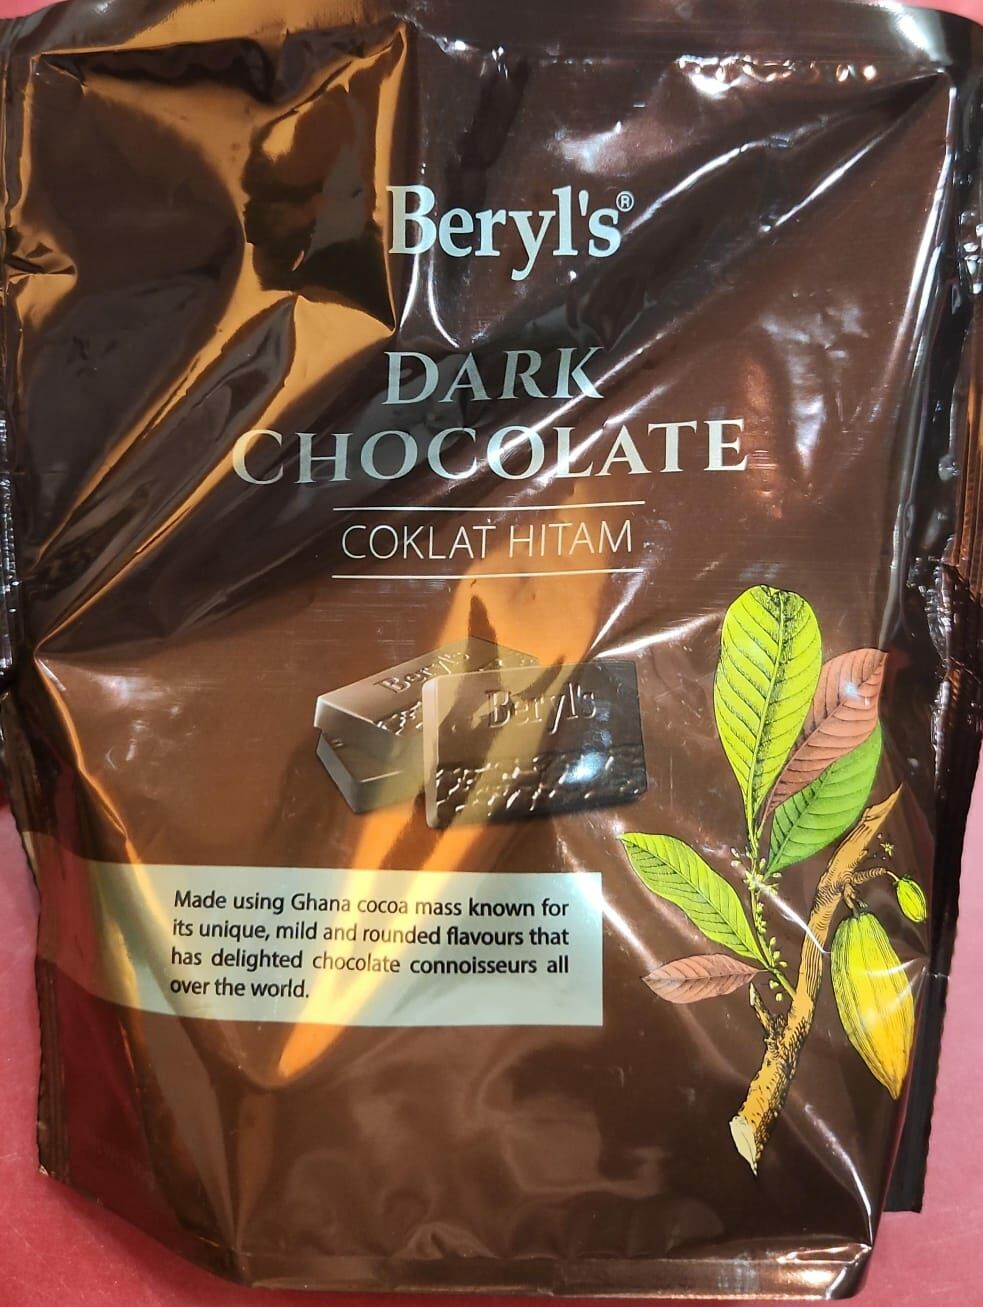 Beryl's®
DARK
CHOCOLATE
COKLAT HITAM
Beryl's
Beryl's
Made using Ghana cocoa mass known for
its unique, mild and rounded flavours that
has delighted chocolate connoisseurs all
over the world.